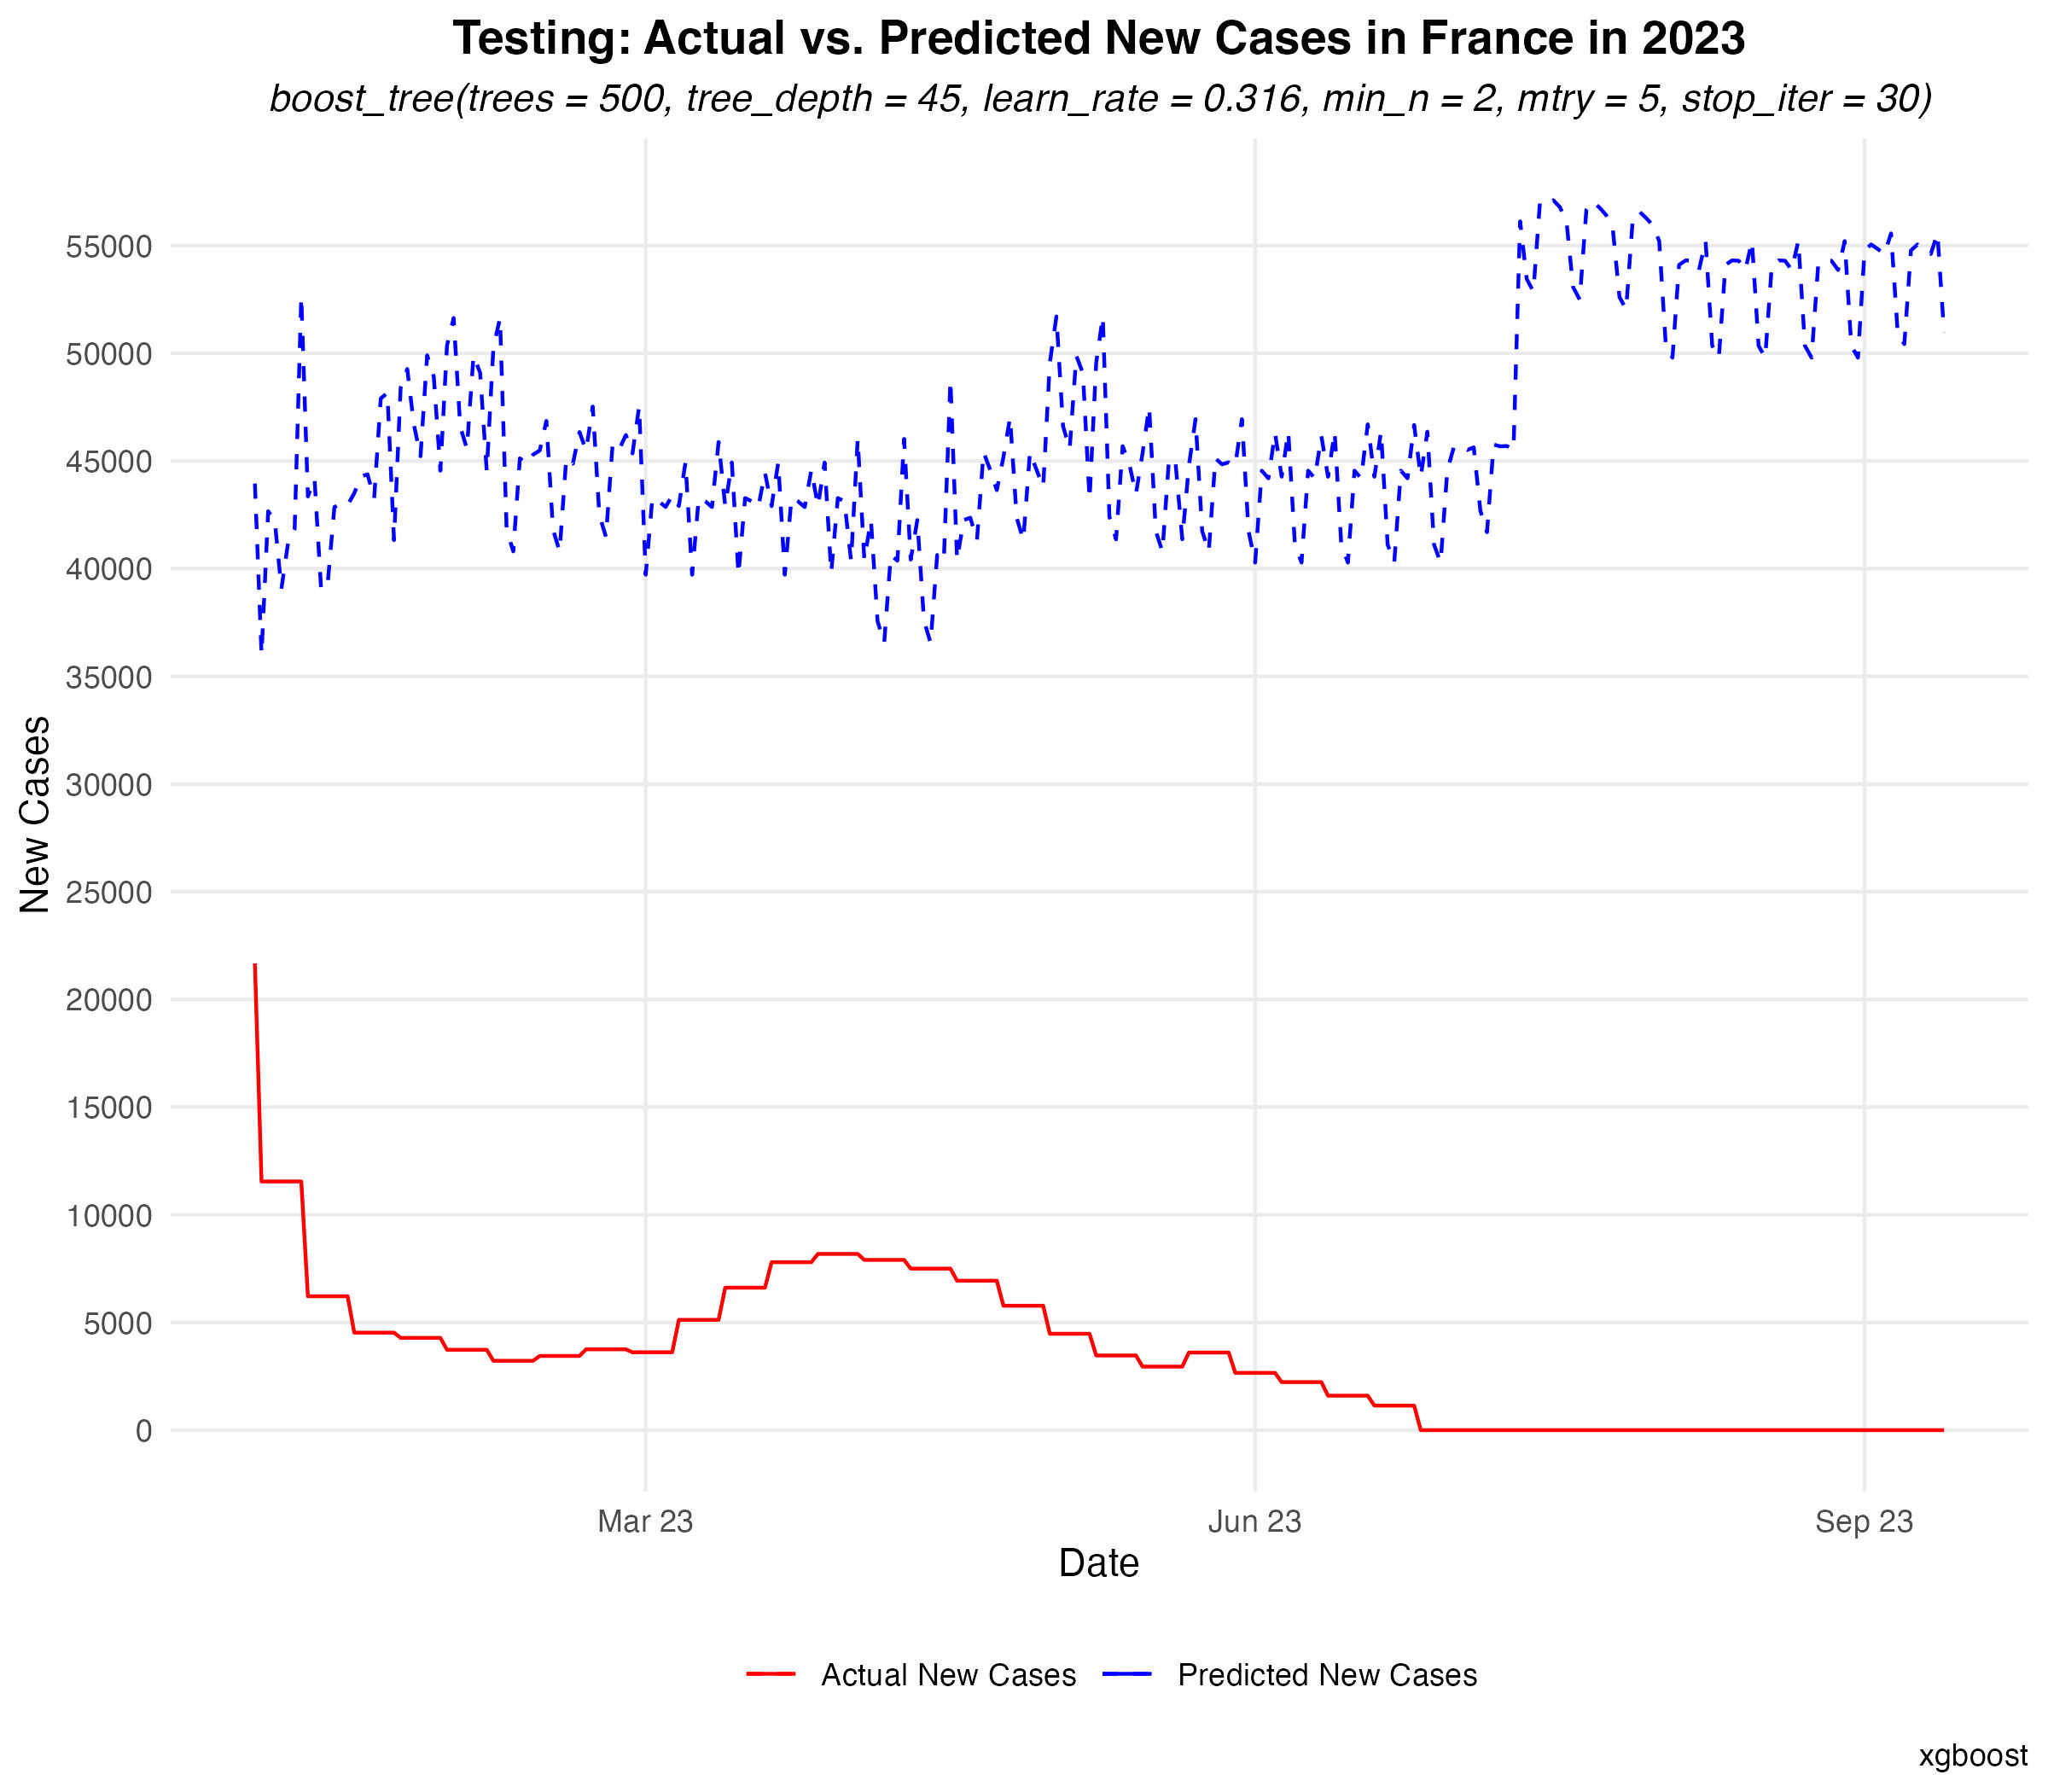 Testing: Actual vs. Predicted New Cases in France in 2023
boost_tree(trees = 500, tree_depth = 45, learn_rate = 0.316, min_n = 2, mtry = 5, stop_iter = 30)
New Cases
55000
50000
45000
40000
35000
30000
25000
20000
15000
10000
5000
0
Mar 23 Jun 23 Sep 23
Date
Actual New Cases Predicted New Cases
xgboost